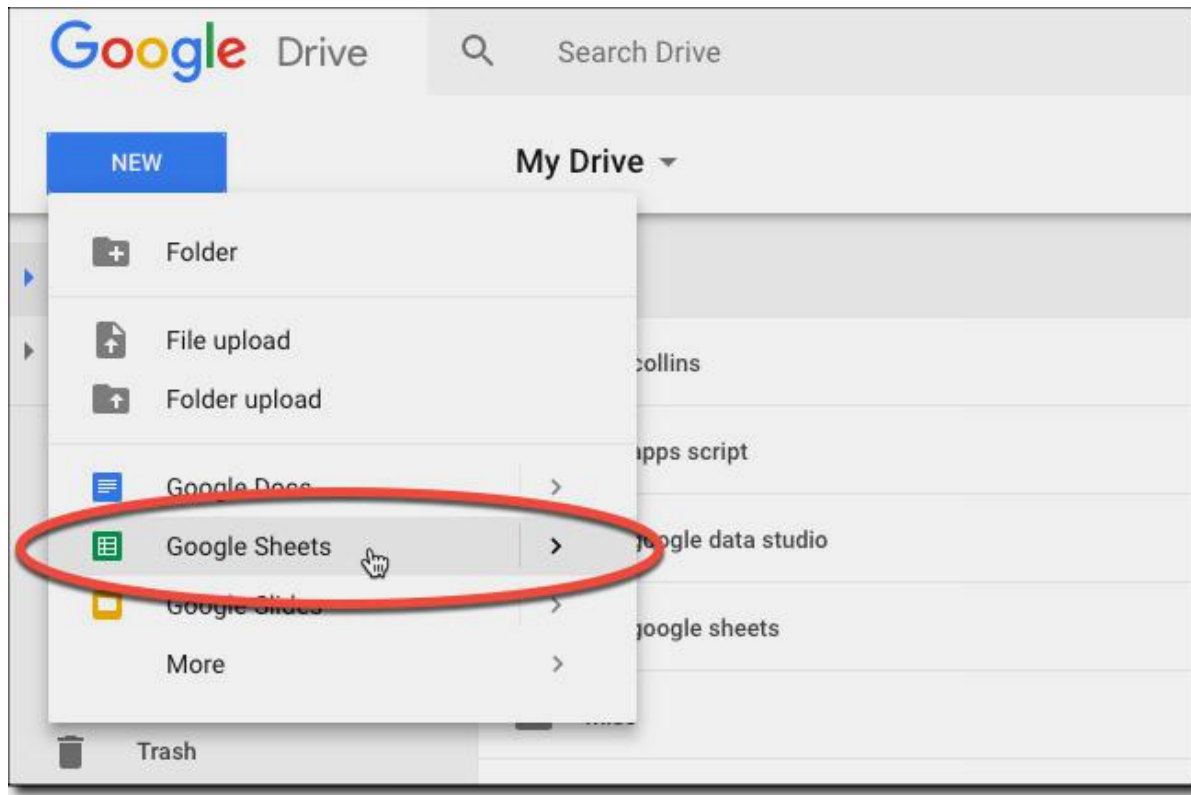 Google Drive
Search Drive
NEW
My Drive
Folder
File upload
Folder upload
Google Docs
Google Sheets
Google Slides
More
Trash
collins
apps script
google data studio
google sheets